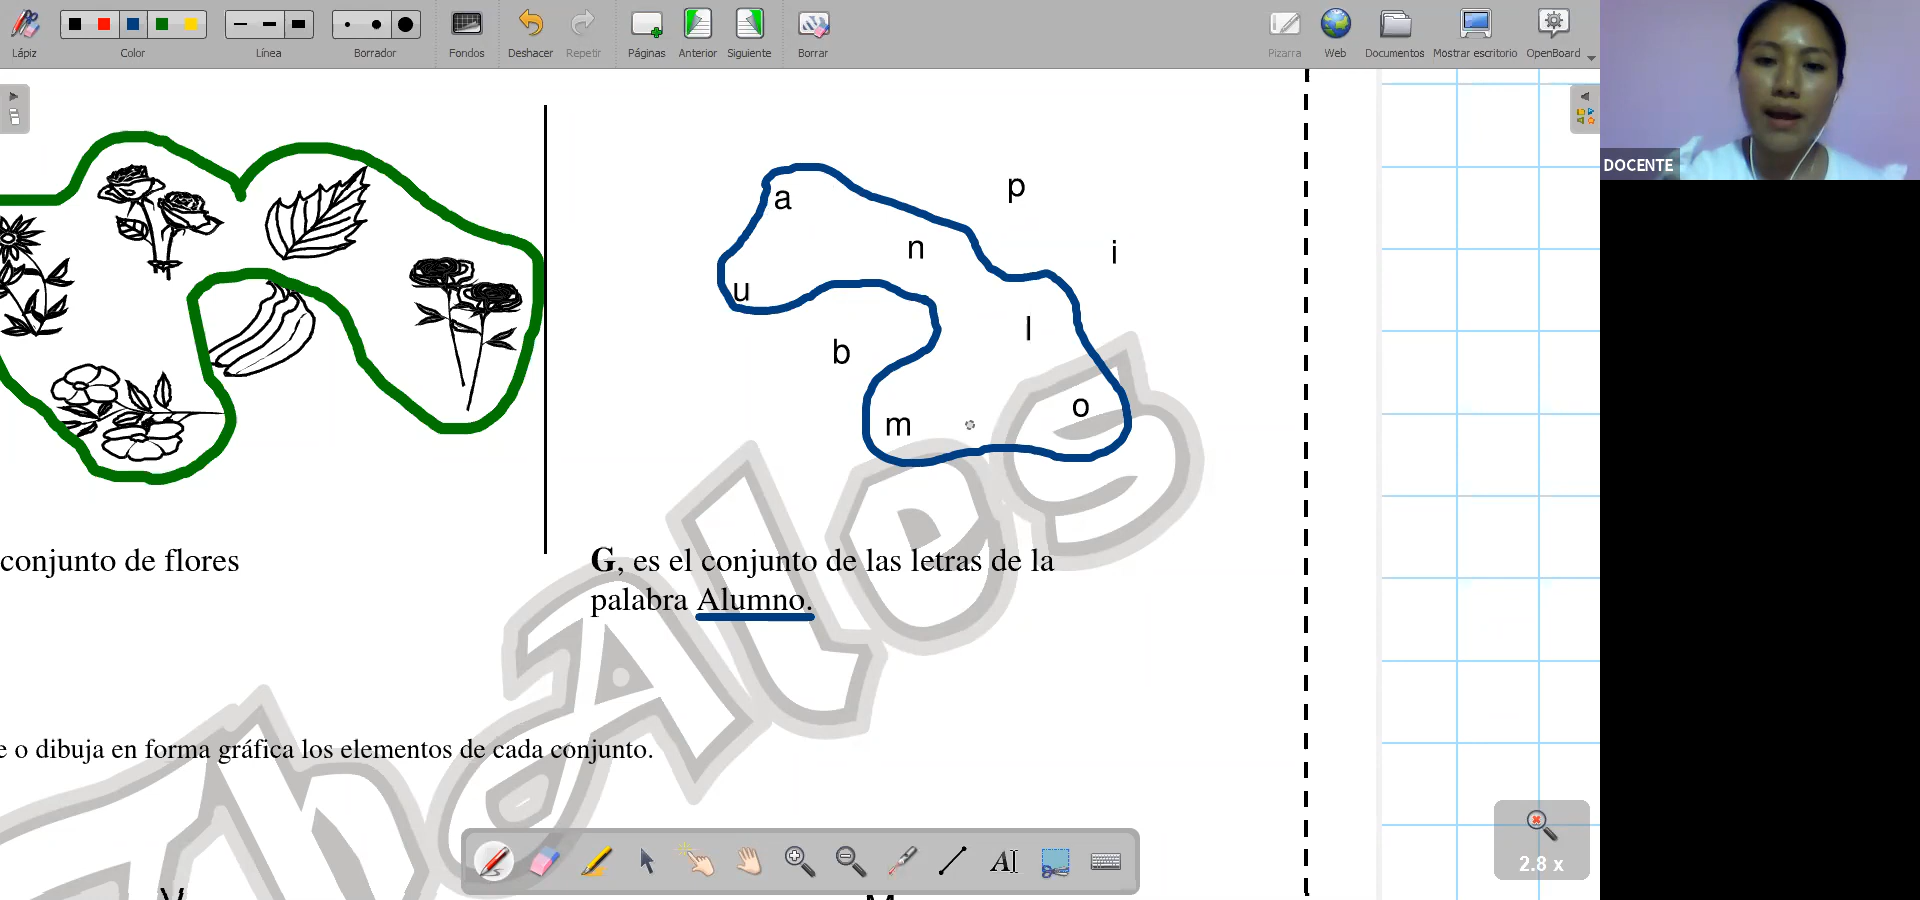 Lápiz
Color
Línea
Borrador
Fondos
Deshacer
Repetir
Páginas
Anterior
Siguiente
Borrar
Pizarra
Web
Documentos
Mostrar escritorio
OpenBoard
DOCENTE
a
p
n
i
u
l
b
o
m
conjunto de flores
G, es el conjunto de las letras de la
palabra Alumno.
e o dibuja en forma gráfica los elementos de cada conjunto.
AI
2.8 x